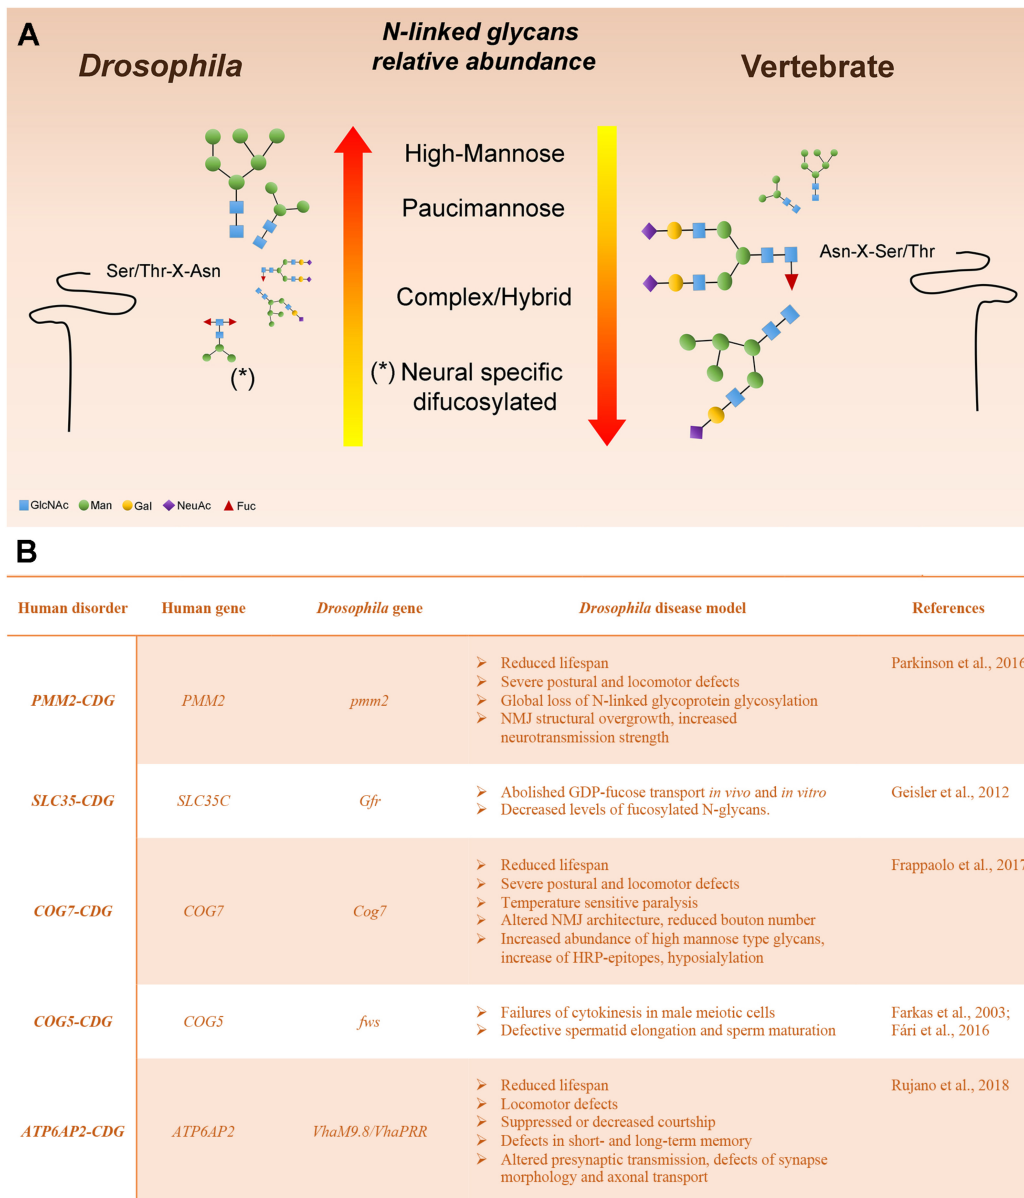 A
N-linked glycans
relative abundance
Drosophila
Vertebrate
High-Mannose
Paucimannose
Ser/Thr-X-Asn
Asn-X-Ser/Thr
Complex/Hybrid
(*)
(*) Neural specific
difucosylated
GlcNAc Man Gal NeuAc Fuc
B
Human disorder Human gene Drosophila gene Drosophila disease model References
PMM2-CDG PMM2 pmm2
➢ Reduced lifespan
➢ Severe postural and locomotor defects
➢ Global loss of N-linked glycoprotein glycosylation
➢ NMJ structural overgrowth, increased
neurotransmission strength
Parkinson et al., 2016
SLC35-CDG SLC35C Gfr
➢ Abolished GDP-fucose transport in vivo and in vitro
➢ Decreased levels of fucosylated N-glycans.
Geisler et al., 2012
COG7-CDG COG7 Cog7
➢ Reduced lifespan
➢ Severe postural and locomotor defects
➢ Temperature sensitive paralysis
➢ Altered NMJ architecture, reduced bouton number
➢ Increased abundance of high mannose type glycans,
increase of HRP-epitopes, hyposialylation
Frappaolo et al., 2017
COG5-CDG COG5 fws
➢ Failures of cytokinesis in male meiotic cells
➢ Defective spermatid elongation and sperm maturation
Farkas et al., 2003;
Fári et al., 2016
ATP6AP2-CDG ATP6AP2 VhaM9.8/VhaPRR
➢ Reduced lifespan
➢ Locomotor defects
➢ Suppressed or decreased courtship
➢ Defects in short- and long-term memory
➢ Altered presynaptic transmission, defects of synapse
morphology and axonal transport
Rujano et al., 2018